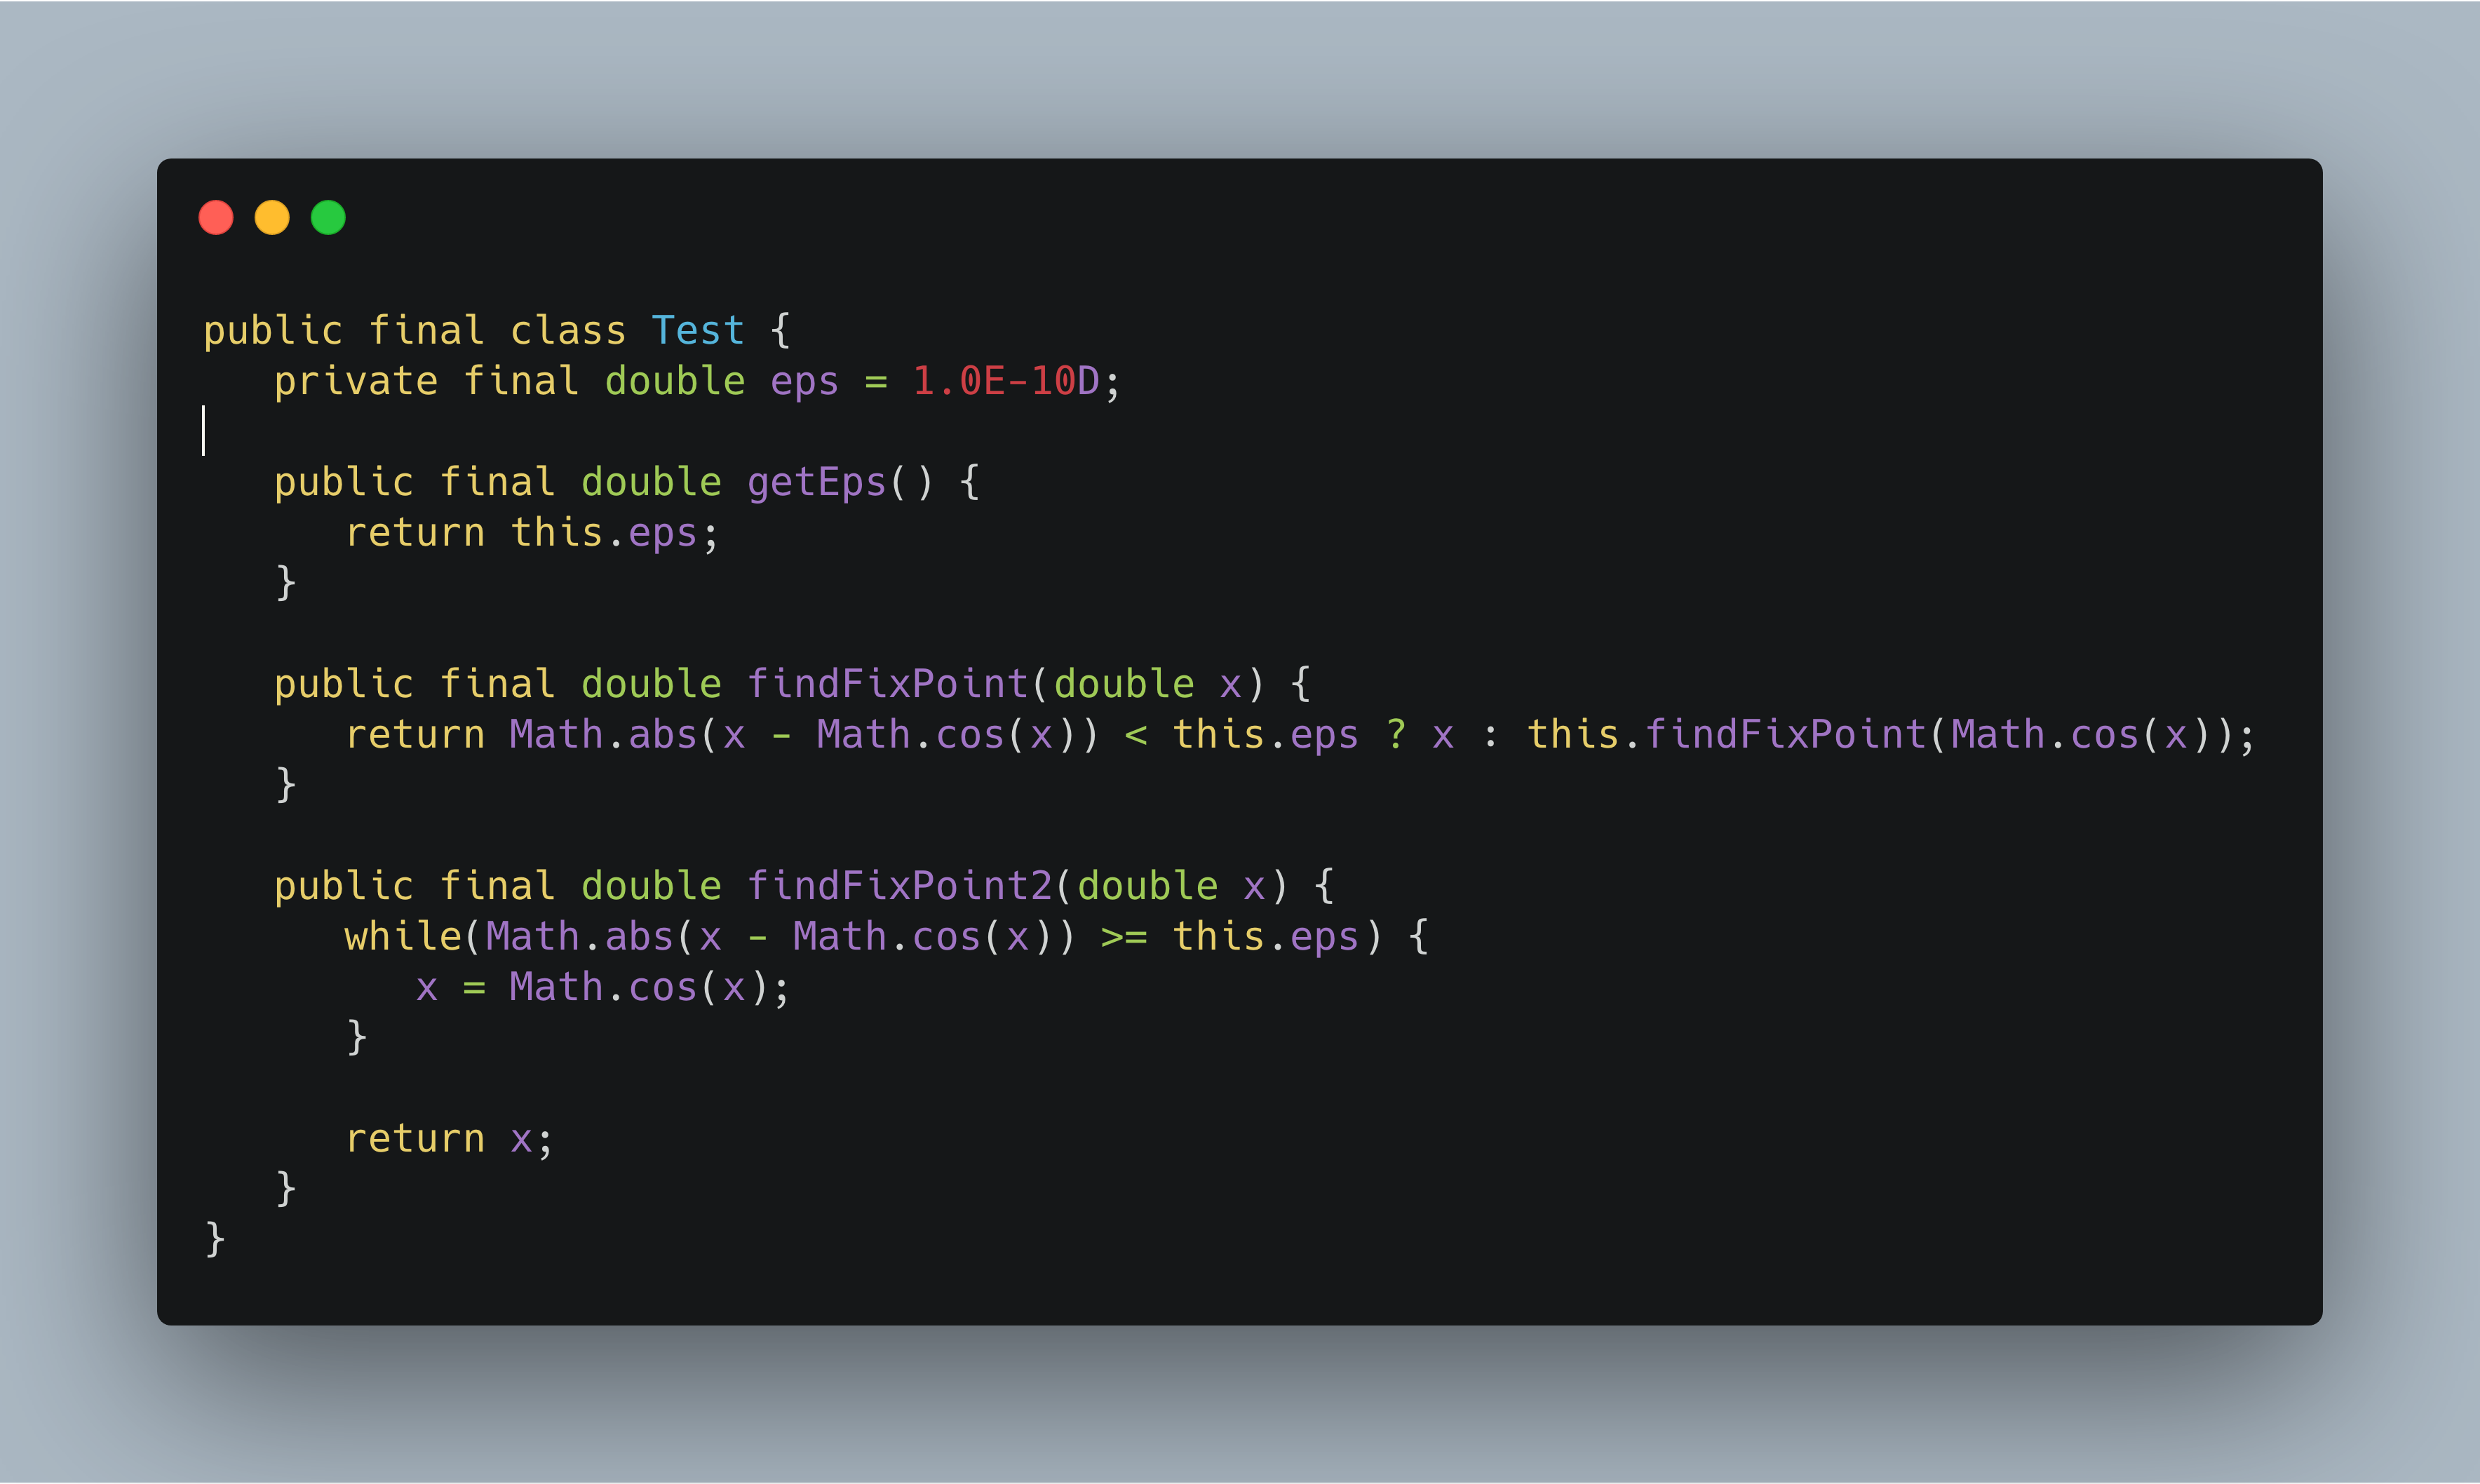 public final class Test {
   private final double eps = 1.0E-10D;

   public final double getEps() {
      return this.eps;
   }

   public final double findFixPoint(double x) {
      return Math.abs(x - Math.cos(x)) < this.eps ? x : this.findFixPoint(Math.cos(x));
   }

   public final double findFixPoint2(double x) {
      while(Math.abs(x - Math.cos(x)) >= this.eps) {
         x = Math.cos(x);
      }

      return x;
   }
}